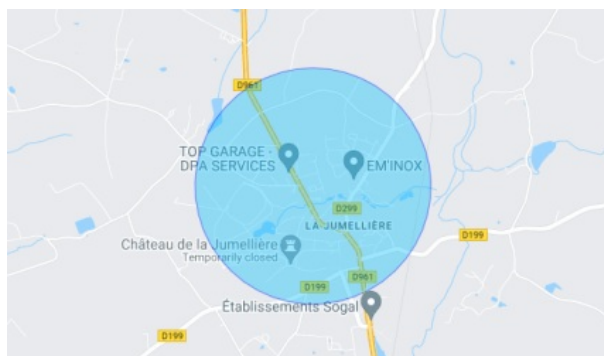 D961
TOP GARAGE -
DPA SERVICES
EM'INOX
D299
LA JUMELLIÈRE
D199
Château de la Jumellière
Temporarily closed
D961
D199
Établissements Sogal
D199